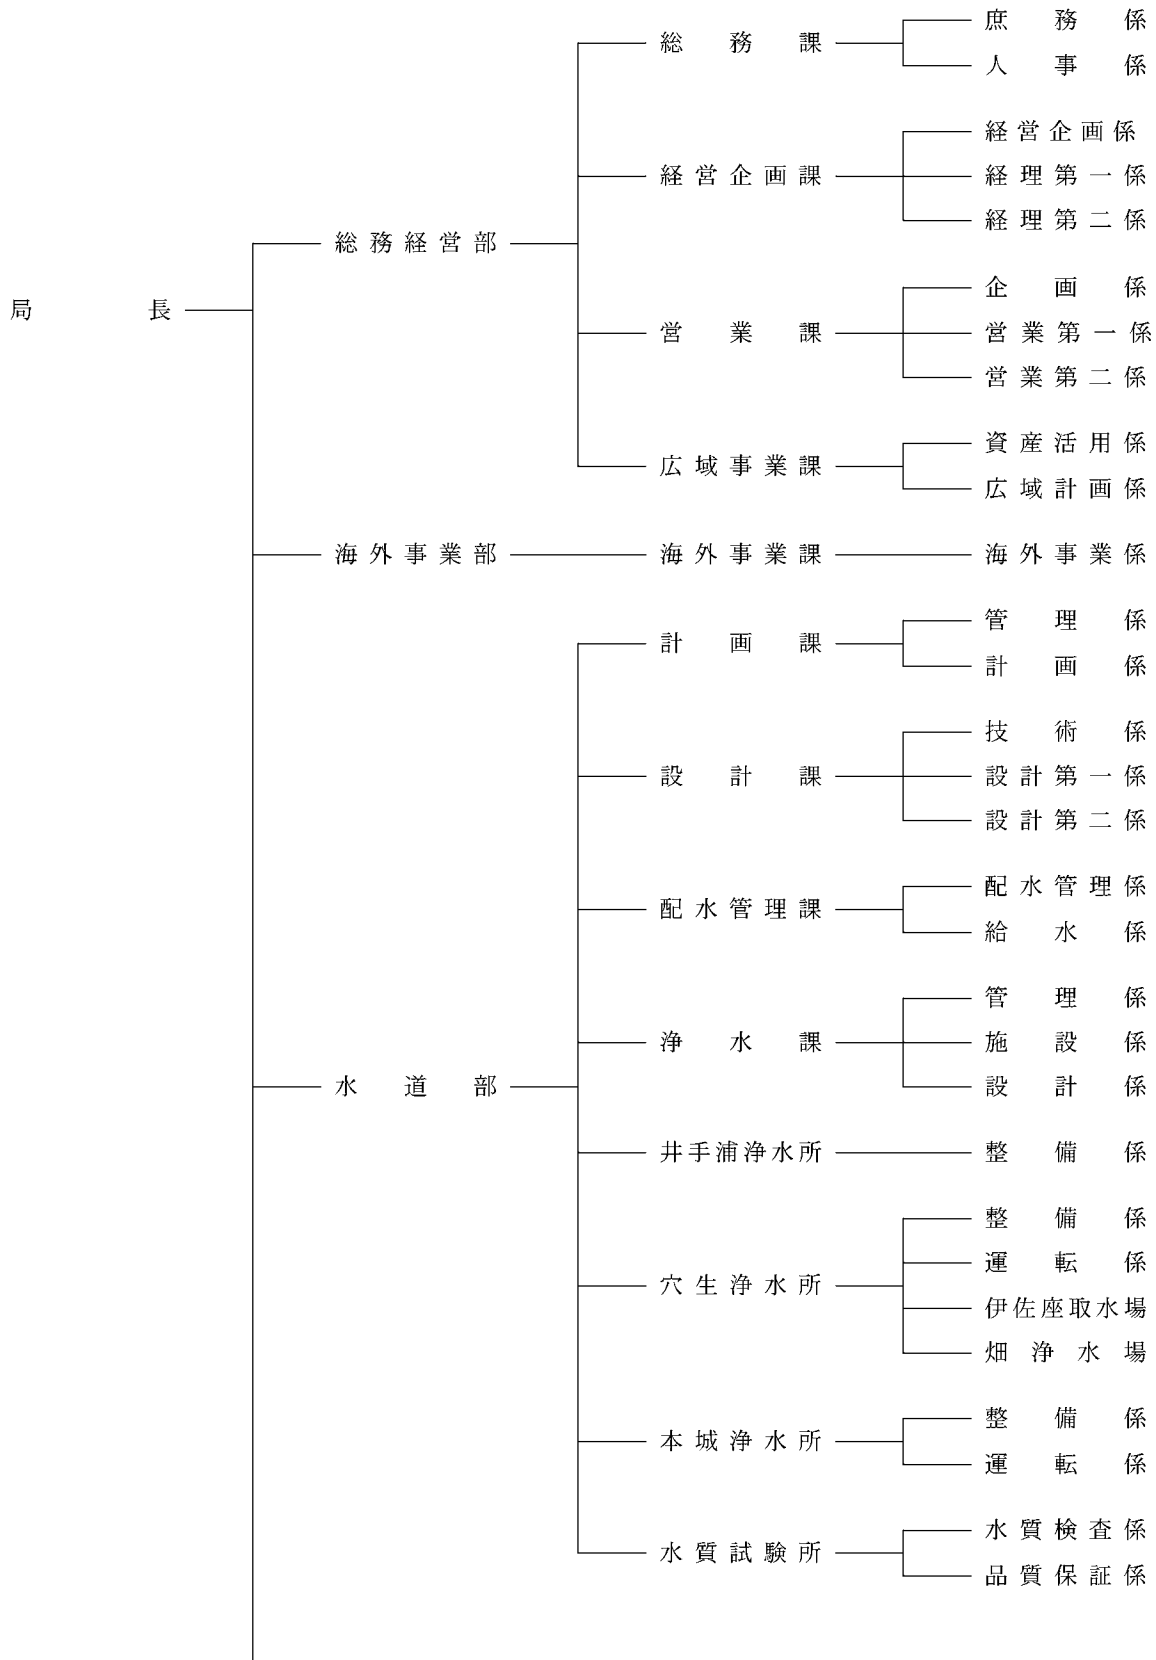 局長
総務経営部
総務課
庶務係
人事係
経営企画課
経営企画係
経理第一係
経理第二係
営業課
企画係
営業第一係
営業第二係
広域事業課
資産活用係
広域計画係
海外事業部
海外事業課
海外事業係
水道部
計画課
管理係
計画係
設計課
技術係
設計第一係
設計第二係
配水管理課
配水管理係
給水係
浄水課
管理係
施設係
設計係
井手浦浄水所
整備係
穴生浄水所
整備係
運転係
伊佐座取水場
畑浄水場
本城浄水所
整備係
運転係
水質試験所
水質検査係
品質保証係